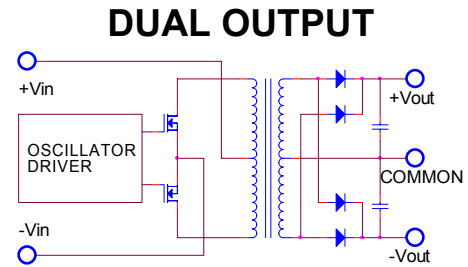 DUAL OUTPUT
+Vin
+Vout
OSCILLATOR
DRIVER
COMMON
-Vin
-Vout